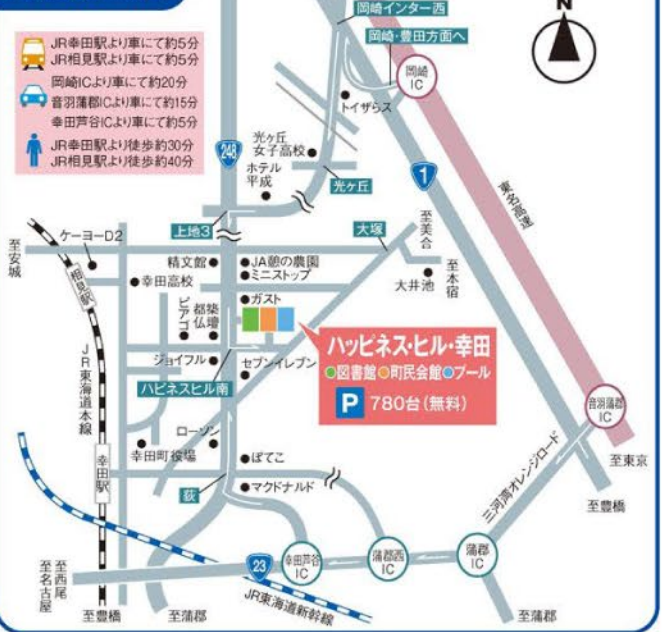 岡崎インター西
N
岡崎・豊田方面へ
JR幸田駅より車にて約5分
JR相見駅より車にて約5分
岡崎ICより車にて約20分
音羽蒲郡ICより車にて約15分
幸田芦谷ICより車にて約5分
JR幸田駅より徒歩約30分
JR相見駅より徒歩約40分
岡崎
IC
トイザらス
光ヶ丘
女子高校
248
ホテル
平成
光ヶ丘
1
東名高速
上地3
大塚
至美合
至安城
ケーヨーD2
精文館
JA憩の農園
ミニストップ
至本宿
相見駅
幸田高校
大井池
ガスト
ピアゴ
都築
仏壇
ハッピネス・ヒル・幸田
図書館 町民会館 プール
P 780台(無料)
JR東海道本線
ジョイフル
セブンイレブン
ハピネスヒル南
音羽蒲郡
IC
ローソン
幸田町役場
幸田駅
ぽてこ
荻
マクドナルド
三河湾オレンジロード
至東京
至豊橋
至西尾
至名古屋
23
幸田芦谷
IC
蒲郡西
IC
蒲郡
IC
JR東海道新幹線
至豊橋
至蒲郡
至蒲郡